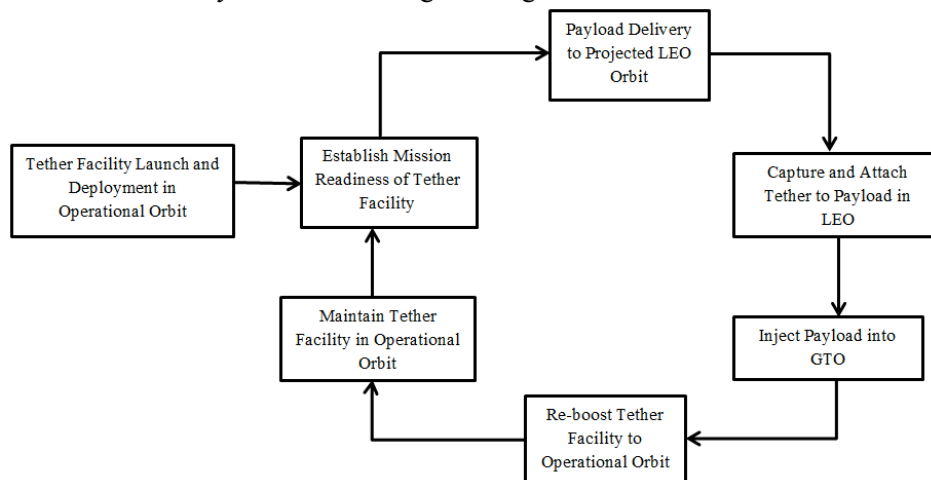 Payload Delivery
to Projected LEO
Orbit
Tether Facility Launch and
Deployment in
Operational Orbit
Establish Mission
Readiness of Tether
Facility
Capture and Attach
Tether to Payload in
LEO
Maintain Tether
Facility in Operational
Orbit
Inject Payload into
GTO
Re-boost Tether
Facility to
Operational Orbit